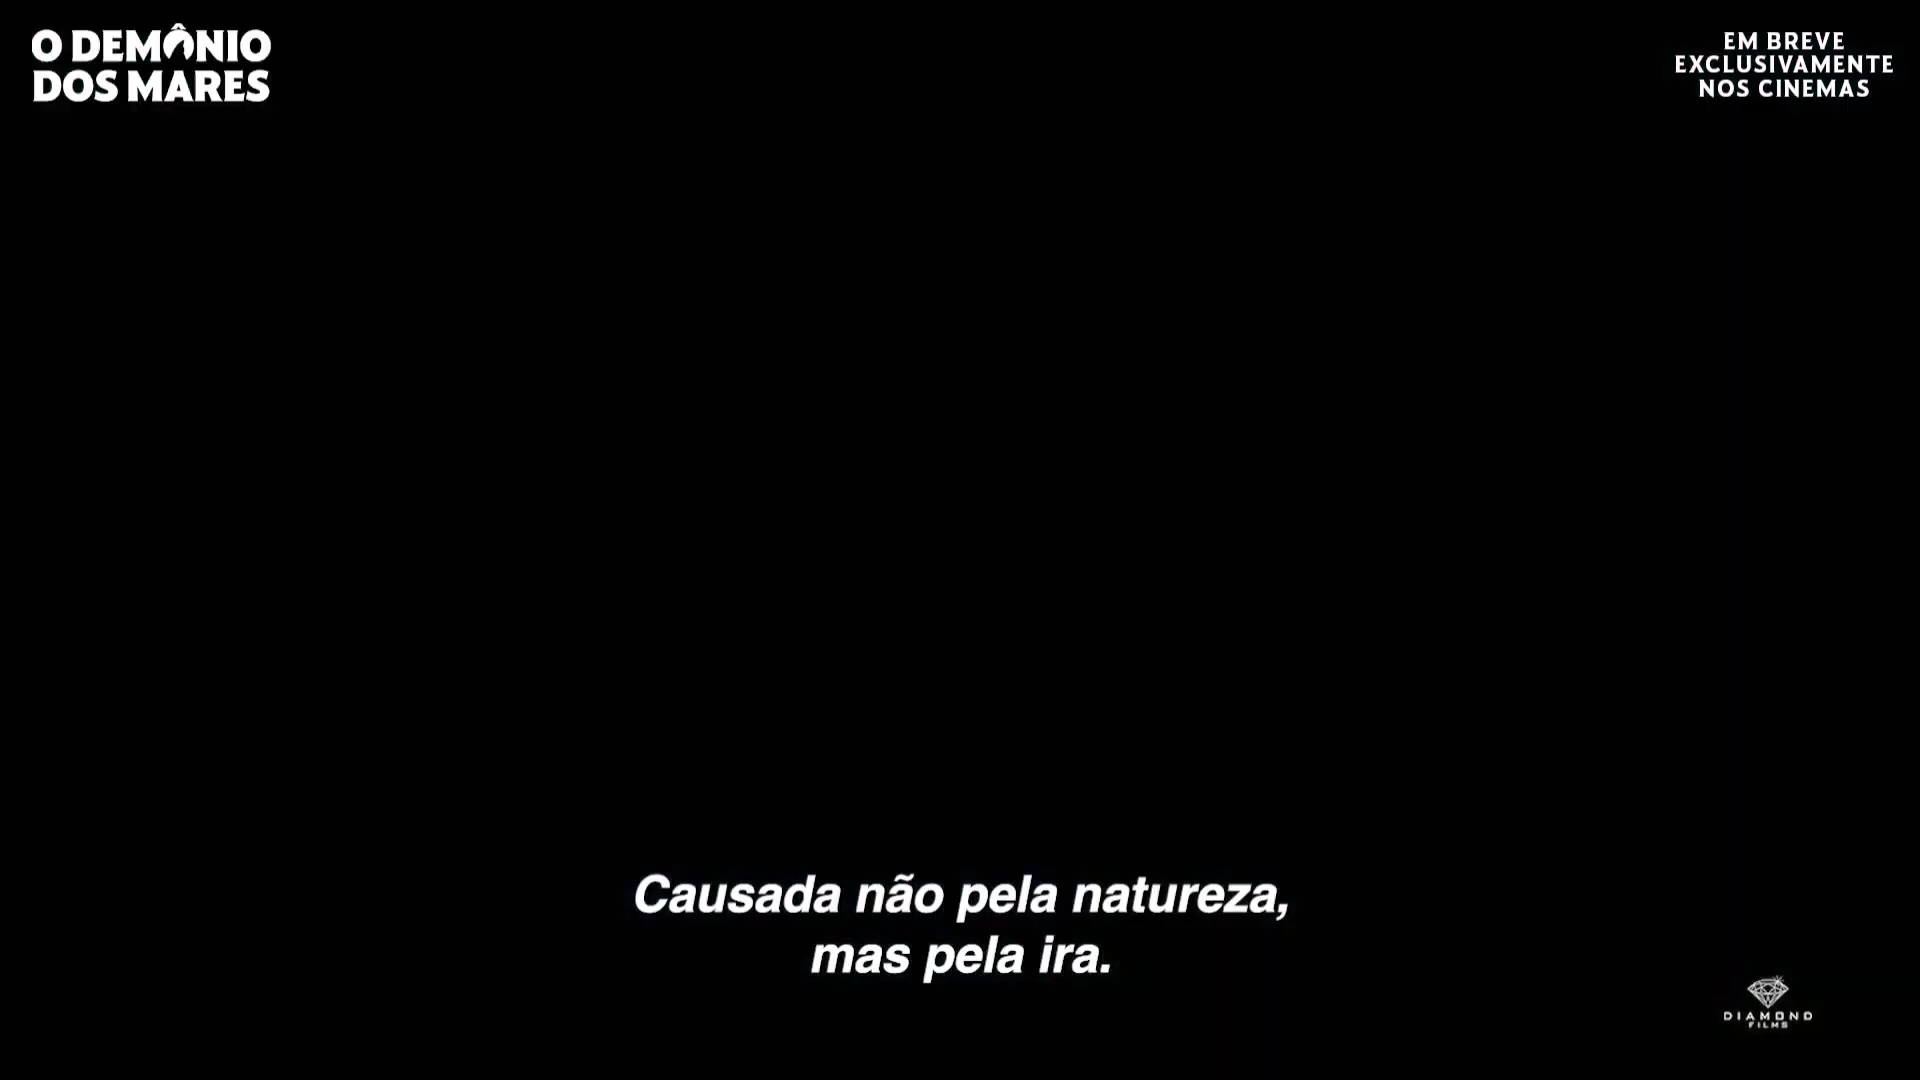 O DEMÔNIO
DOS MARES
EM BREVE
EXCLUSIVAMENTE
NOS CINEMAS
Causada não pela natureza,
mas pela ira.
DIAMOND
FILMS